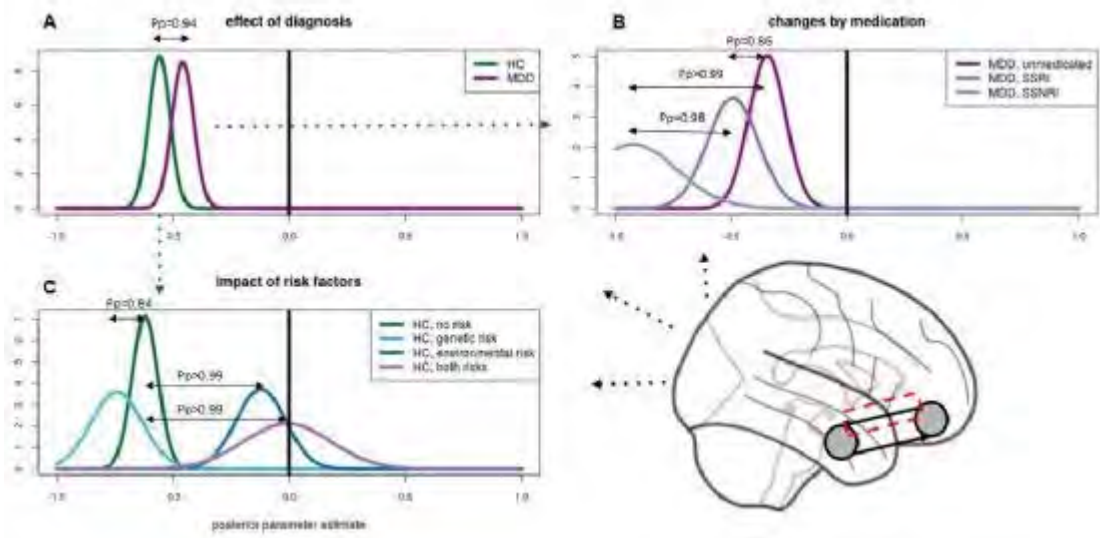 A
effect of diagnosis
Pp=0.94
HC
MDD
-1.0
0.0
0.5
1.0
B
changes by medication
Pp=0.86
Pp>0.99
Pp=0.98
MDD, unmedicated
MDD, SSRI
MDD, SSNRI
0.0
0.5
1.0
C
impact of risk factors
Pp=0.84
Pp>0.99
Pp>0.99
HC, no risk
HC, genetic risk
HC, environmental risk
HC, both risks
-1.0
0.0
0.5
1.0
posterior parameter estimate